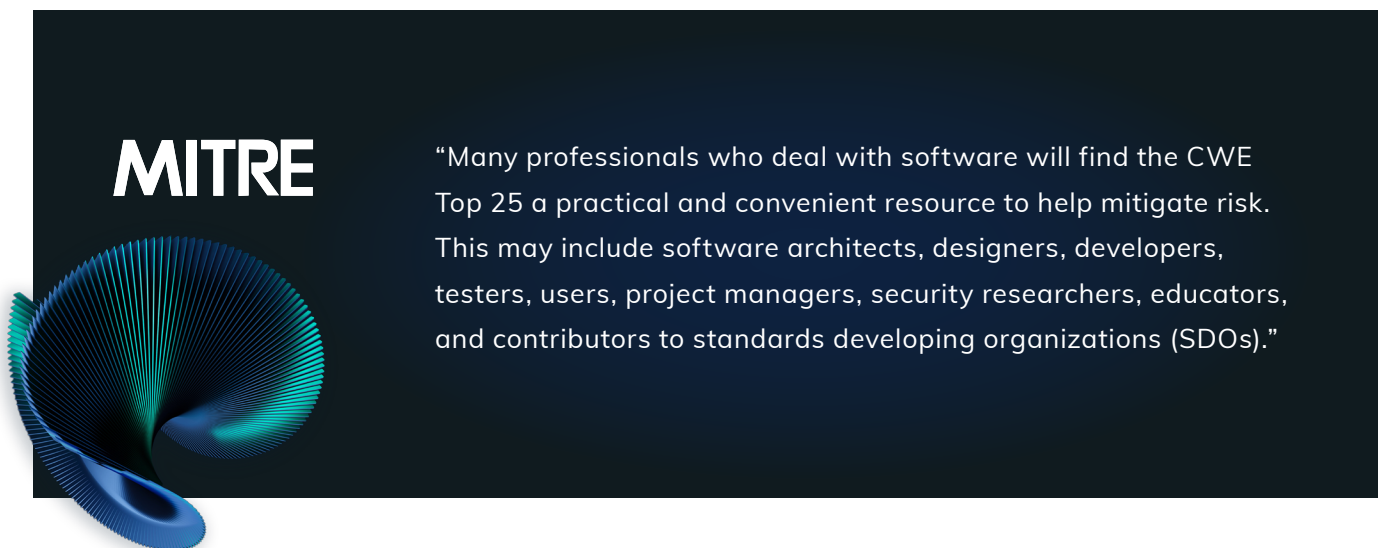 MITRE
“Many professionals who deal with software will find the CWE
Top 25 a practical and convenient resource to help mitigate risk.
This may include software architects, designers, developers,
testers, users, project managers, security researchers, educators,
and contributors to standards developing organizations (SDOs).”